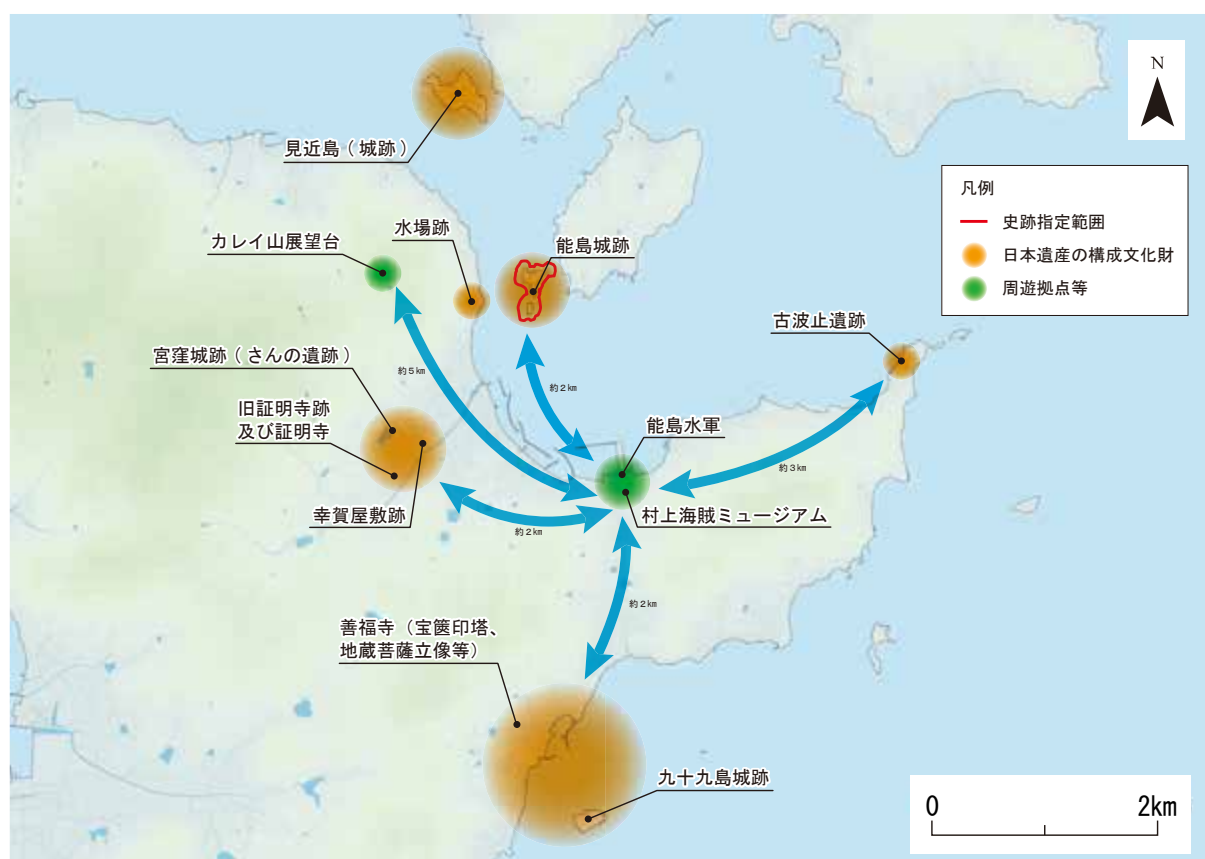 N
見近島(城跡)
凡例
史跡指定範囲
日本遺産の構成文化財
周遊拠点等
水場跡
カレイ山展望台
能島城跡
古波止遺跡
宮窪城跡(さんの遺跡)
約5km
約2km
旧証明寺跡
及び証明寺
能島水軍
約3km
幸賀屋敷跡
村上海賊ミュージアム
約2km
約2km
善福寺(宝篋印塔、
地蔵菩薩立像等)
九十九島城跡
0
2km